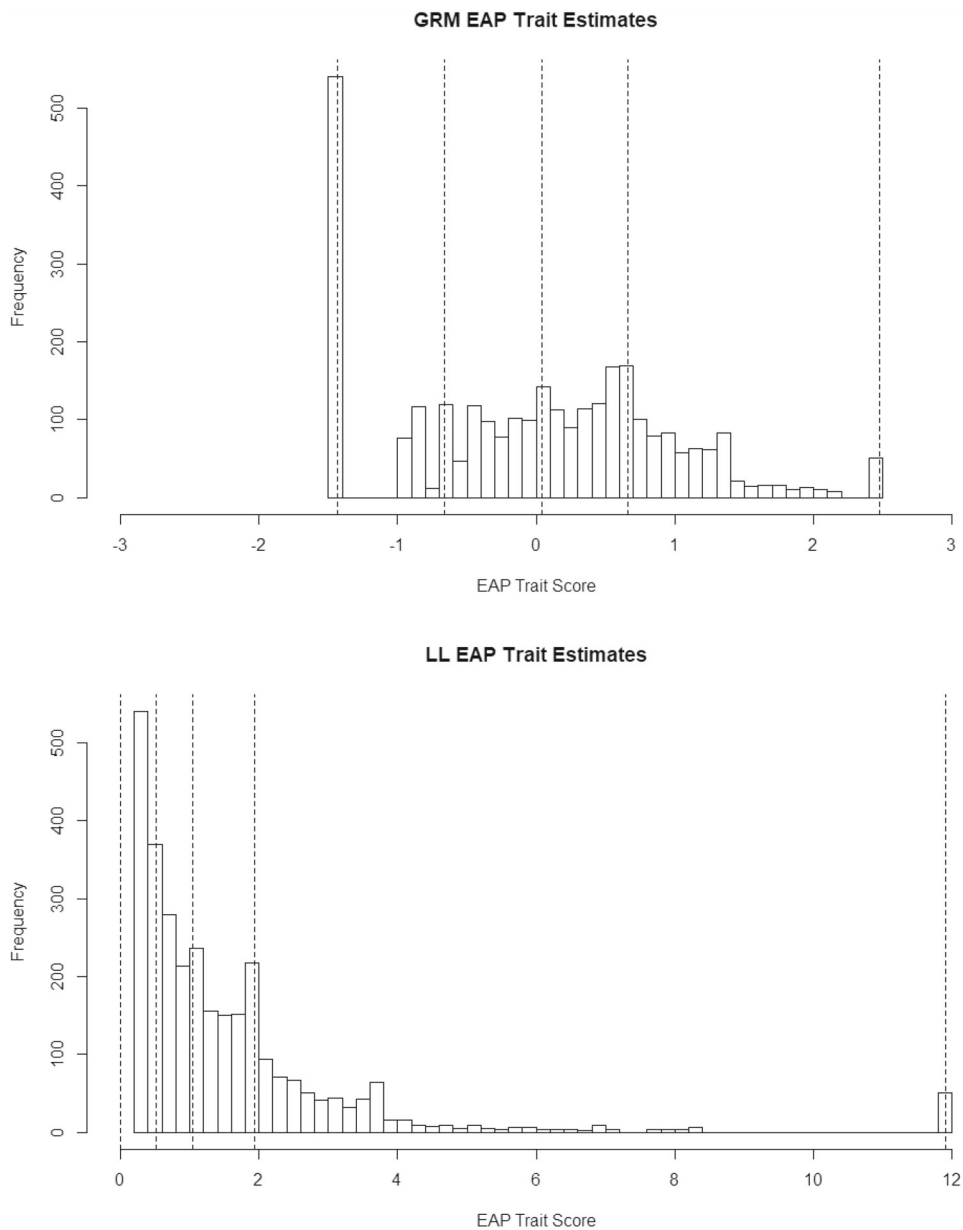 GRM EAP Trait Estimates
Frequency
500
400
300
200
100
0
-3 -2 -1 0 1 2 3
EAP Trait Score
LL EAP Trait Estimates
Frequency
500
400
300
200
100
0
0 2 4 6 8 10 12
EAP Trait Score